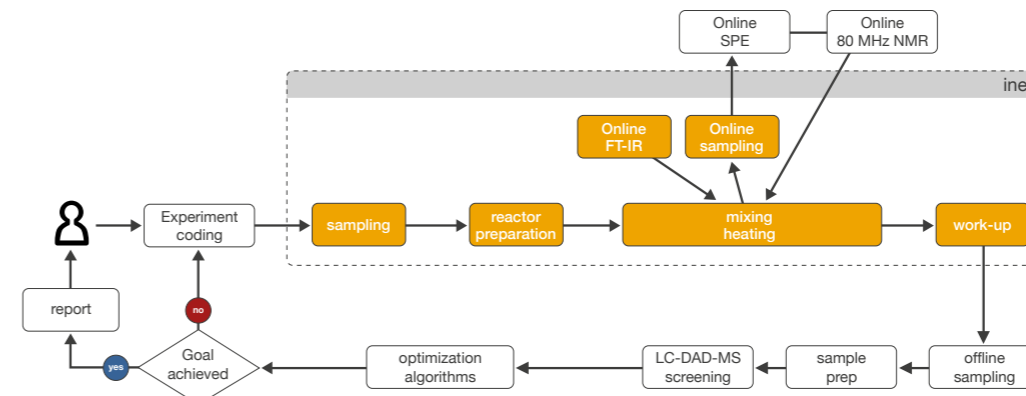 Online
SPE
Online
80 MHz NMR
ine
Online
FT-IR
Online
sampling
Experiment
coding
sampling
reactor
preparation
mixing
heating
work-up
report
no
yes
Goal
achieved
optimization
algorithms
LC-DAD-MS
screening
sample
prep
offline
sampling